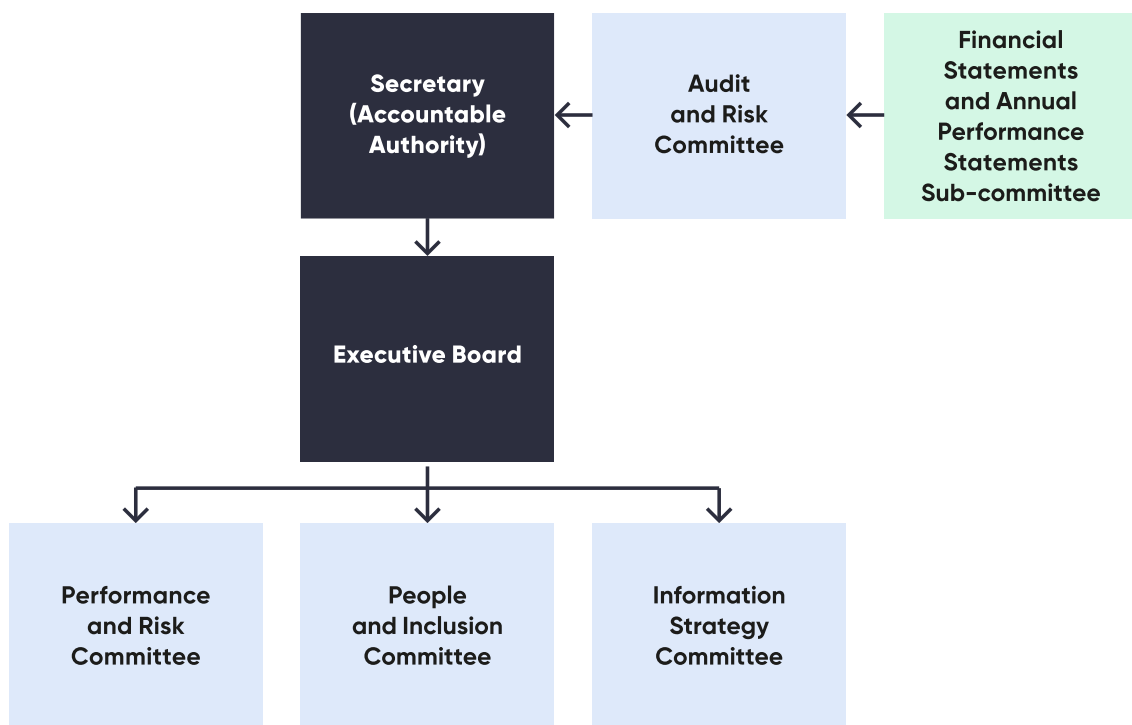 Secretary
(Accountable
Authority)
Audit
and Risk
Committee
Financial
Statements
and Annual
Performance
Statements
Sub-committee
Executive Board
Performance
and Risk
Committee
People
and Inclusion
Committee
Information
Strategy
Committee